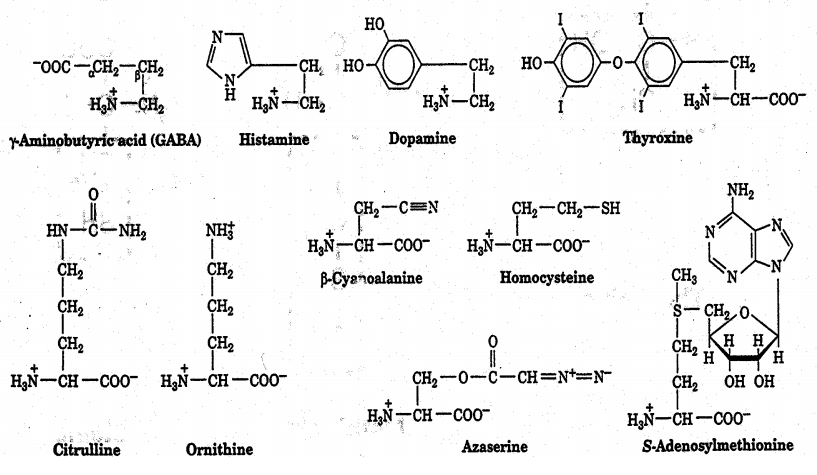 ⁻OOC—CH₂—CH₂
α β
H₃N⁺—CH₂
γ-Aminobutyric acid (GABA)
N
N
H
CH₂
H₃N⁺—CH₂
Histamine
HO
HO
CH₂
H₃N⁺—CH₂
Dopamine
I I
HO O CH₂
I I
H₃N⁺—CH—COO⁻
Thyroxine
O
HN—C—NH₂
CH₂
CH₂
CH₂
H₃N⁺—CH—COO⁻
Citrulline
NH₃⁺
CH₂
CH₂
CH₂
H₃N⁺—CH—COO⁻
Ornithine
CH₂—C≡N
H₃N⁺—CH—COO⁻
β-Cyanoalanine
CH₂—CH₂—SH
H₃N⁺—CH—COO⁻
Homocysteine
O
CH₂—O—C—CH=N⁺=N⁻
H₃N⁺—CH—COO⁻
Azaserine
NH₂
N N
N N
CH₃
S—CH₂ O
CH₂ H H H H
CH₂ OH OH
H₃N⁺—CH—COO⁻
S-Adenosylmethionine